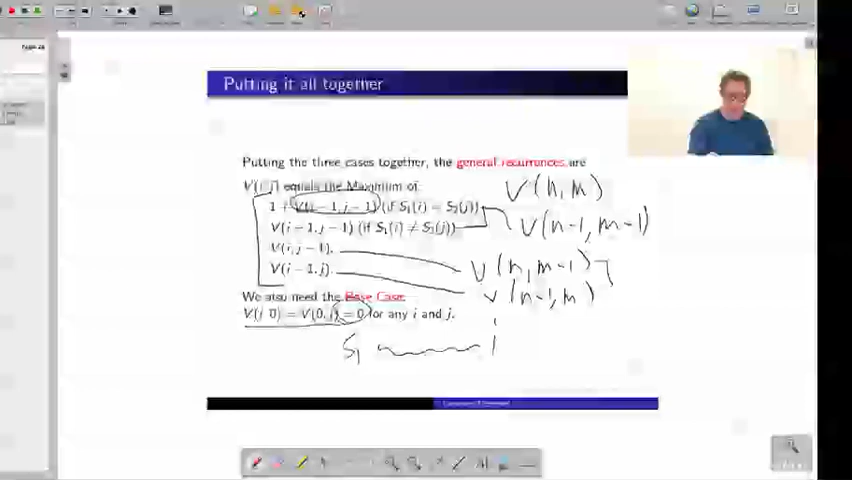 Putting it all together
Putting the three cases together, the general recurrences are
equals the Maximum of
V(n,m)
1 + V(i − 1, j − 1) (if S₁(i) = S₂(j))
V(i − 1, j − 1) (if S₁(i) ≠ S₂(j))
V(n-1, m-1)
V(i, j − 1).
V(i − 1, j).
V(n, m-1)
V(n-1, m)
We also need the Base Case
V(i, 0) = V(0, j) = 0 for any i and j.
S₁